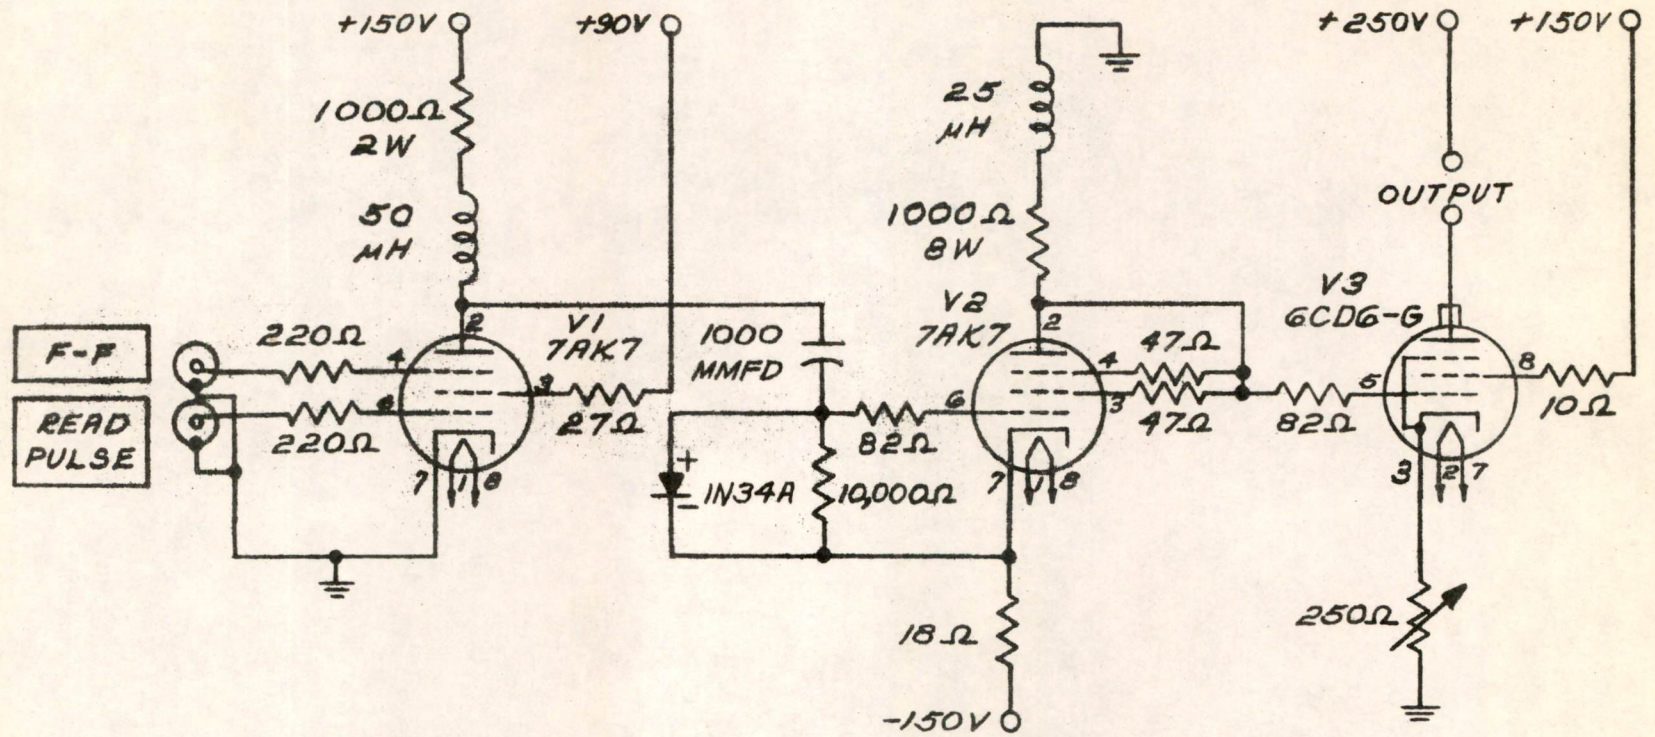 +150V
+90V
+250V
+150V
1000Ω
2W
50
μH
25
μH
1000Ω
8W
OUTPUT
F-F
READ
PULSE
220Ω
220Ω
4
6
2
V1
7AK7
3
27Ω
7
1
8
1000
MMFD
82Ω
+
-
1N34A
10,000Ω
V2
7AK7
2
6
4
3
47Ω
47Ω
7
1
8
18Ω
-150V
82Ω
V3
6CD6-G
5
8
10Ω
3
2
7
250Ω